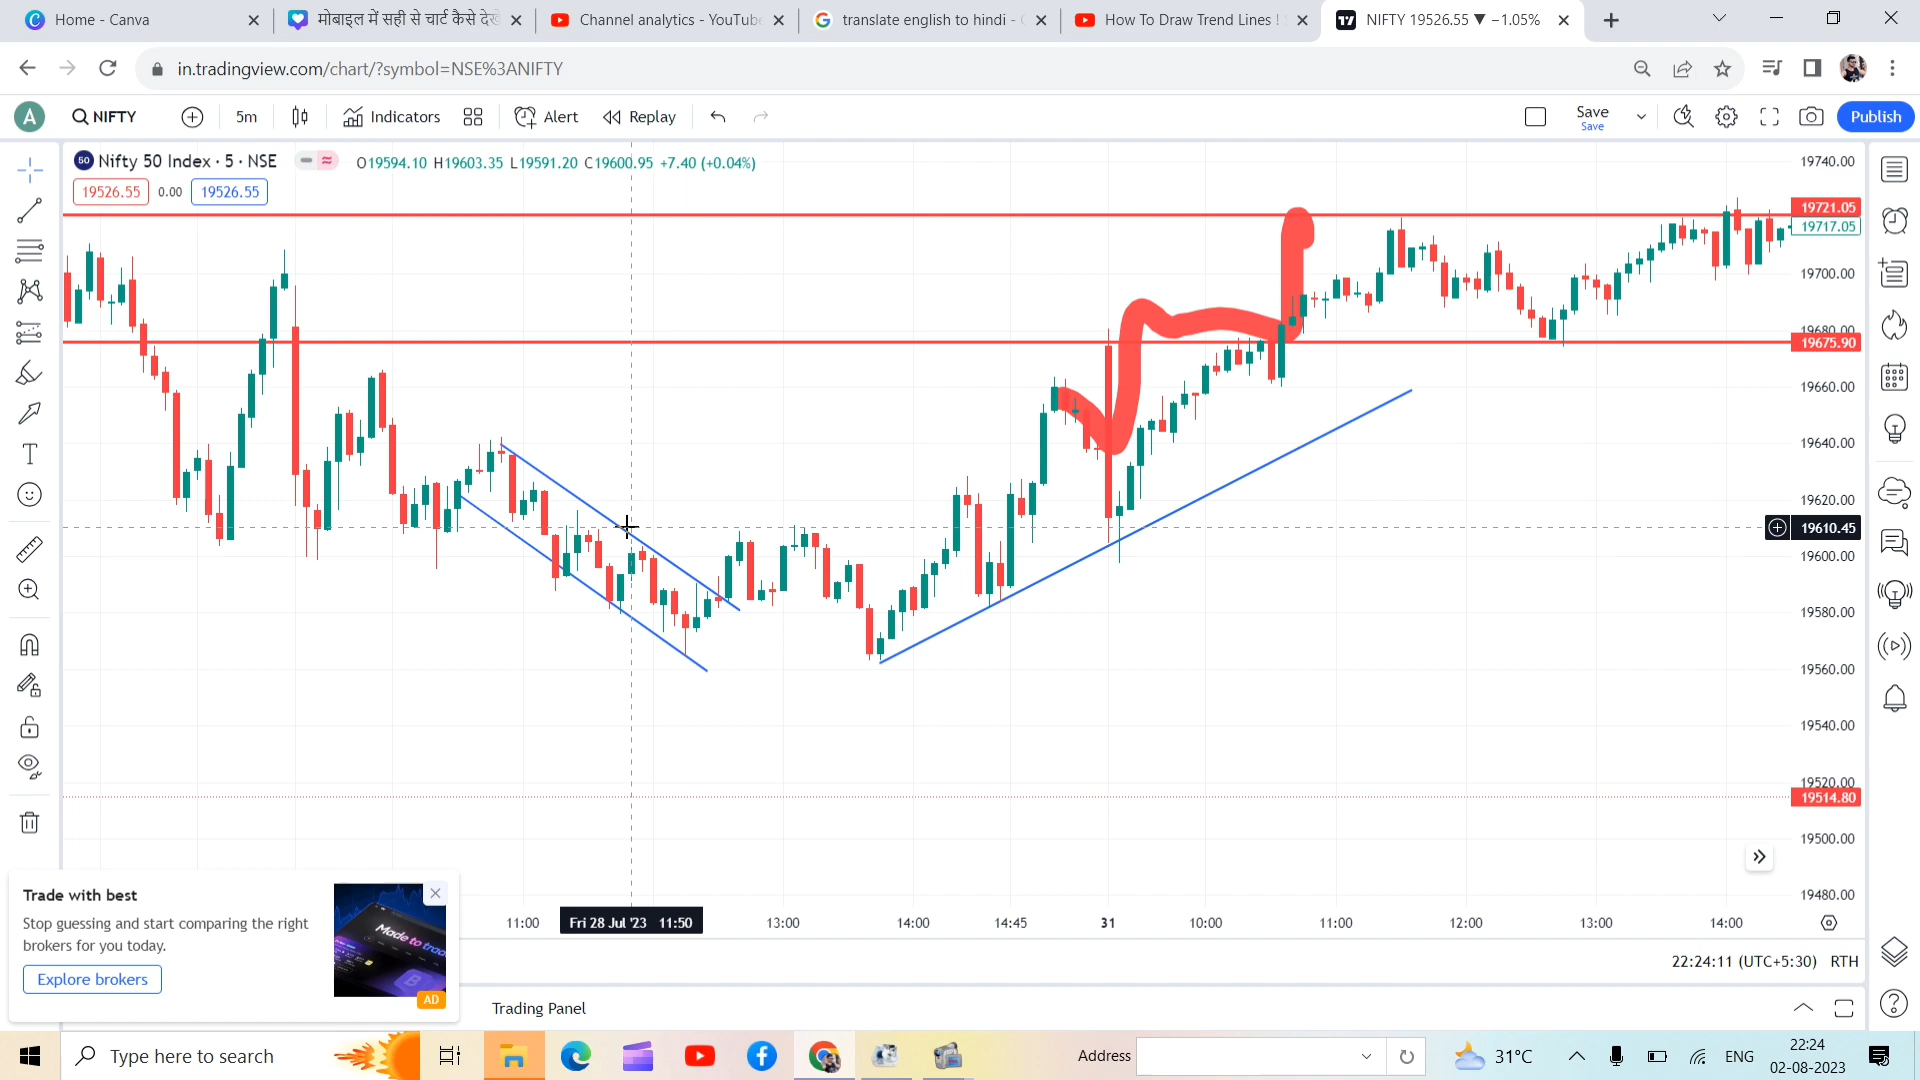 Home - Canva
मोबाइल में सही से चार्ट कैसे देखे
Channel analytics - YouTube
translate english to hindi - G
How To Draw Trend Lines !
NIFTY 19526.55 ▼ −1.05%
in.tradingview.com/chart/?symbol=NSE%3ANIFTY
A
NIFTY
5m
Indicators
Alert
Replay
Save
Save
Publish
50 Nifty 50 Index · 5 · NSE
O19594.10 H19603.35 L19591.20 C19600.95 +7.40 (+0.04%)
19526.55 0.00 19526.55
19740.00
19721.05
19717.05
19700.00
19680.00
19675.90
19660.00
19640.00
19620.00
19610.45
19600.00
19580.00
19560.00
19540.00
19520.00
19514.80
19500.00
19480.00
11:00
Fri 28 Jul '23 11:50
13:00
14:00
14:45
31
10:00
11:00
12:00
13:00
14:00
Trade with best
Stop guessing and start comparing the right
brokers for you today.
Explore brokers
Made to trad
AD
22:24:11 (UTC+5:30) RTH
Trading Panel
Type here to search
Address
31°C
ENG
22:24
02-08-2023